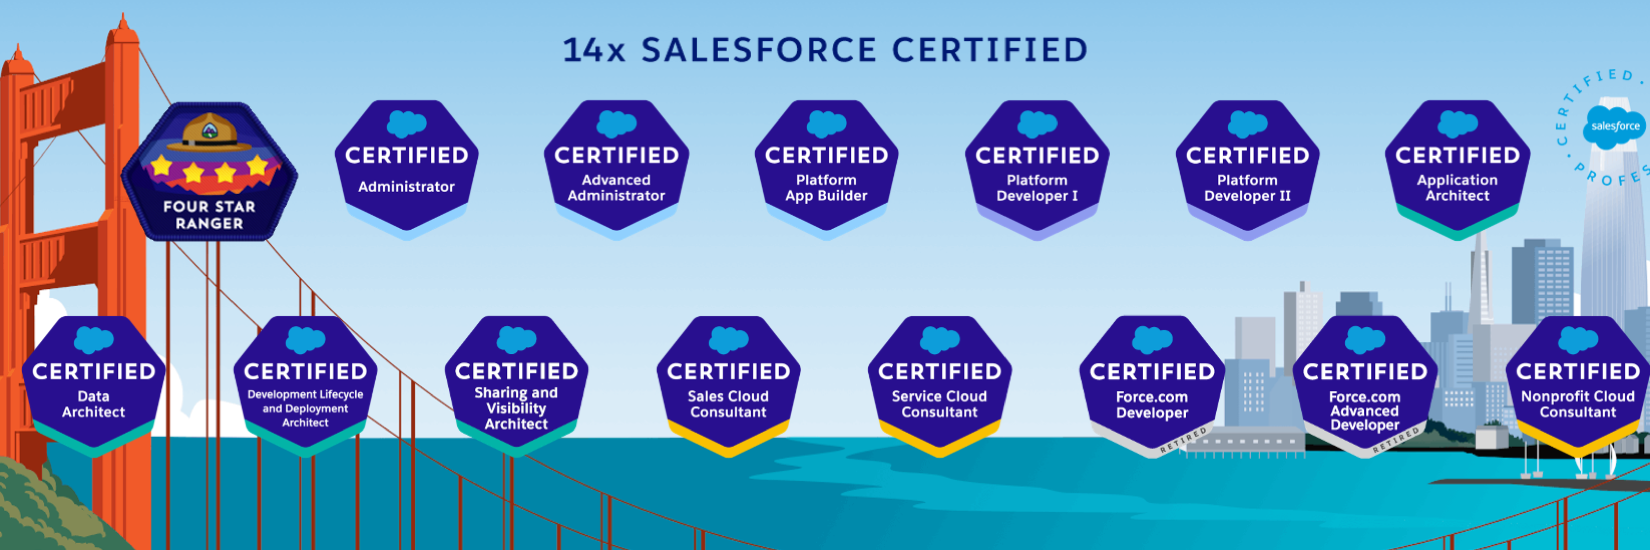 14x SALESFORCE CERTIFIED
CERTIFIED
salesforce
FOUR STAR
RANGER
CERTIFIED
Administrator
CERTIFIED
Advanced
Administrator
CERTIFIED
Platform
App Builder
CERTIFIED
Platform
Developer I
CERTIFIED
Platform
Developer II
CERTIFIED
Application
Architect
CERTIFIED
Data
Architect
CERTIFIED
Development Lifecycle
and Deployment
Architect
CERTIFIED
Sharing and
Visibility
Architect
CERTIFIED
Sales Cloud
Consultant
CERTIFIED
Service Cloud
Consultant
CERTIFIED
Force.com
Developer
RETIRED
CERTIFIED
Force.com
Advanced
Developer
RETIRED
CERTIFIED
Nonprofit Cloud
Consultant